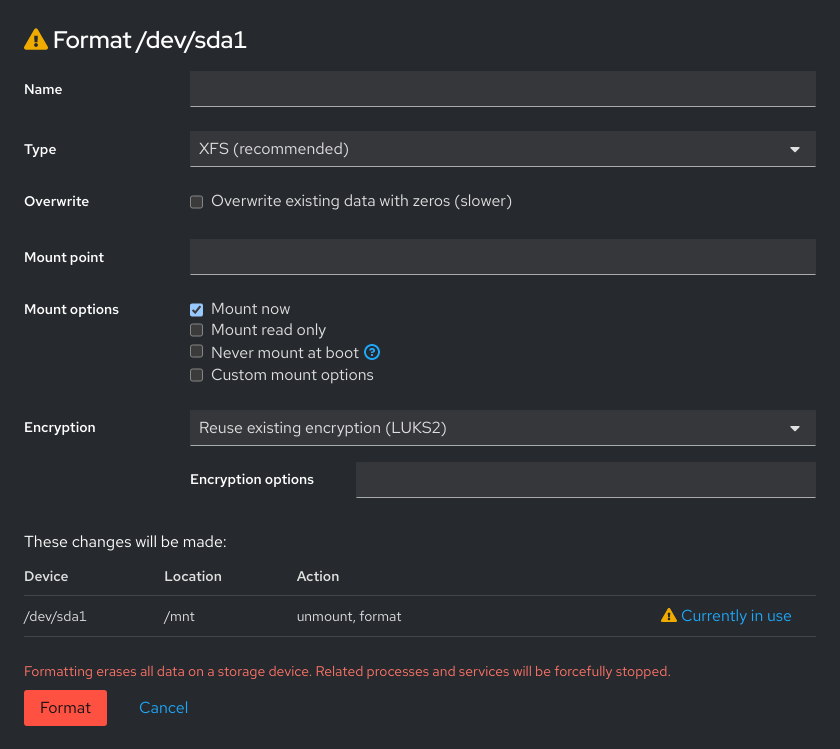 Format /dev/sda1
Name
Type XFS (recommended)
Overwrite Overwrite existing data with zeros (slower)
Mount point
Mount options Mount now
Mount read only
Never mount at boot ?
Custom mount options
Encryption Reuse existing encryption (LUKS2)
Encryption options
These changes will be made:
Device Location Action
/dev/sda1 /mnt unmount, format Currently in use
Formatting erases all data on a storage device. Related processes and services will be forcefully stopped.
Format Cancel